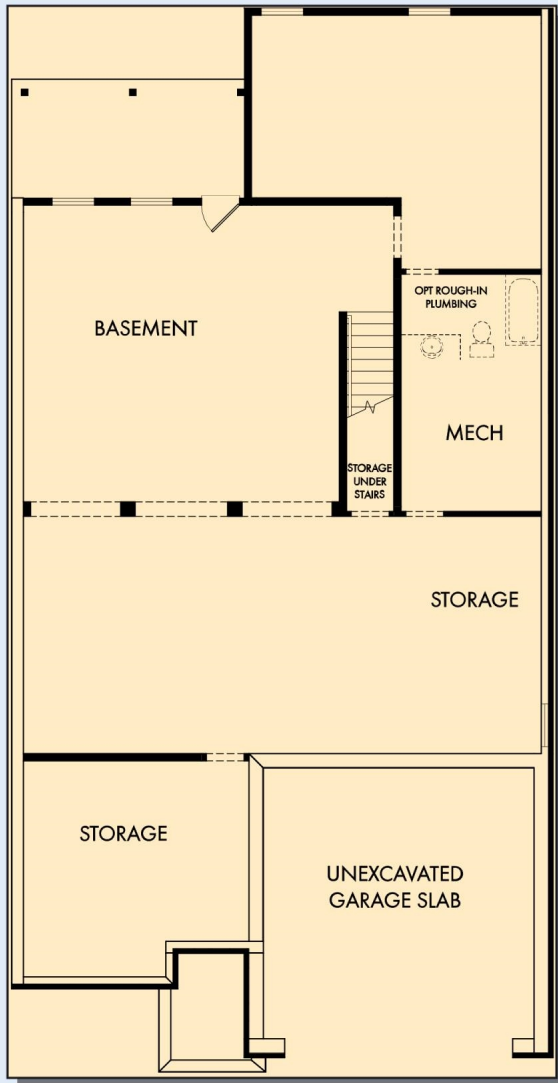 OPT ROUGH-IN
PLUMBING
BASEMENT
MECH
STORAGE
UNDER
STAIRS
STORAGE
STORAGE
UNEXCAVATED
GARAGE SLAB